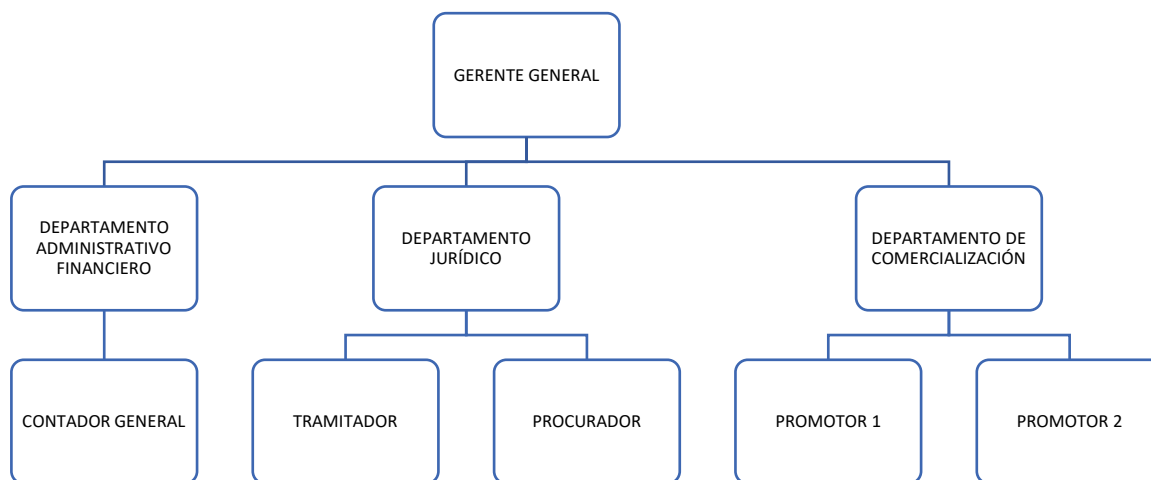 GERENTE GENERAL
DEPARTAMENTO
ADMINISTRATIVO
FINANCIERO
DEPARTAMENTO
JURÍDICO
DEPARTAMENTO DE
COMERCIALIZACIÓN
CONTADOR GENERAL
TRAMITADOR
PROCURADOR
PROMOTOR 1
PROMOTOR 2